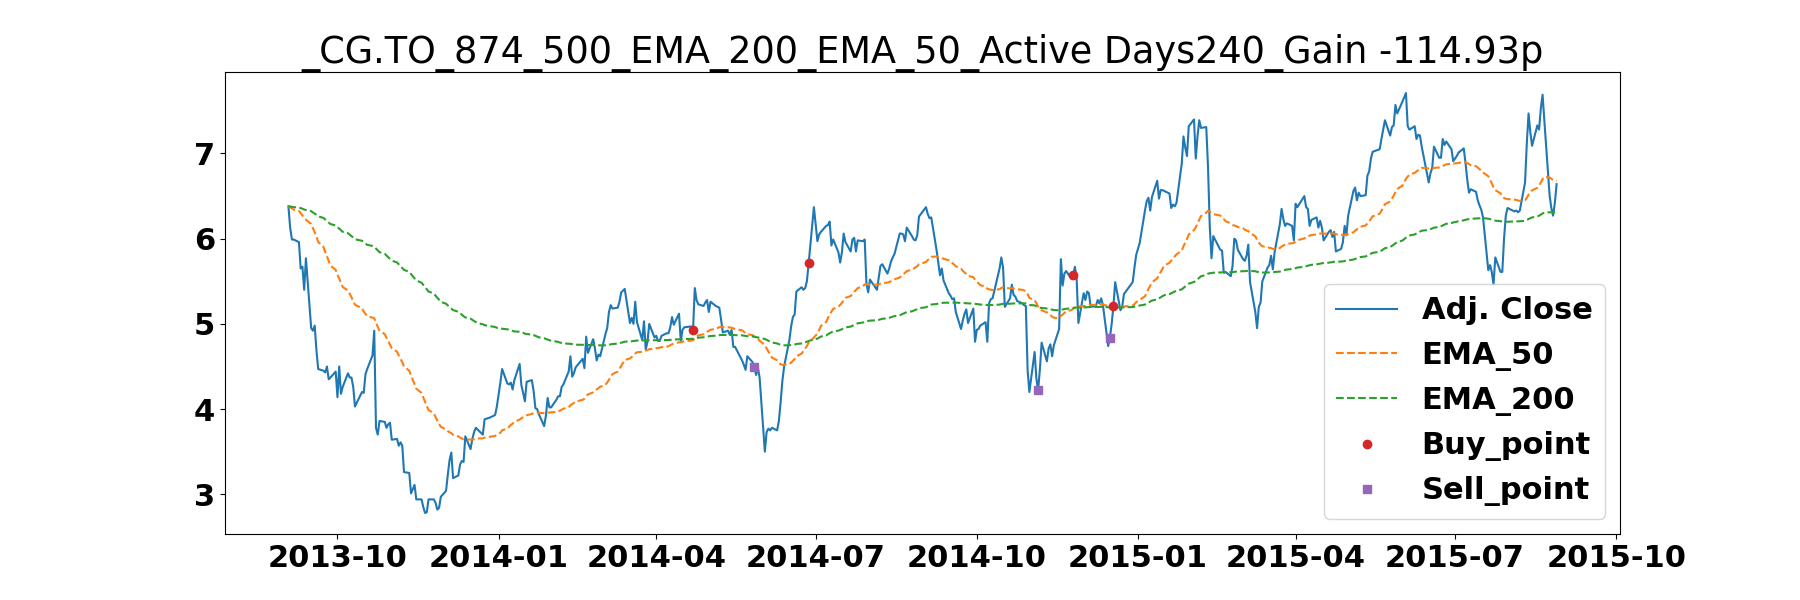 _CG.TO_874_500_EMA_200_EMA_50_Active Days240_Gain -114.93p
7
6
5
4
3
2013-10 2014-01 2014-04 2014-07 2014-10 2015-01 2015-04 2015-07 2015-10
Adj. Close
EMA_50
EMA_200
Buy_point
Sell_point